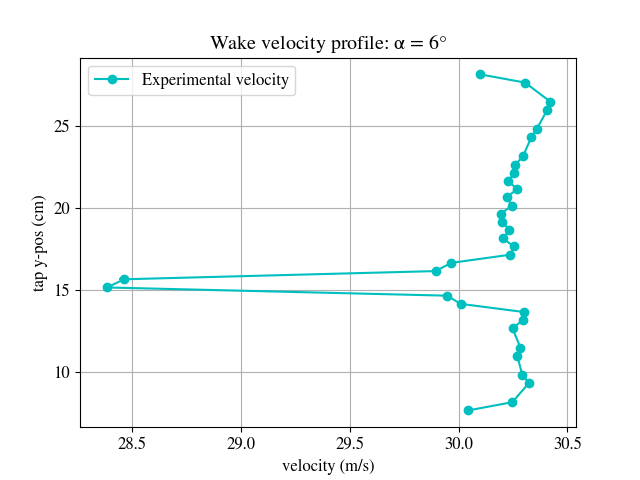 Wake velocity profile: α = 6°
Experimental velocity
25
20
15
10
tap y-pos (cm)
28.5 29.0 29.5 30.0 30.5
velocity (m/s)